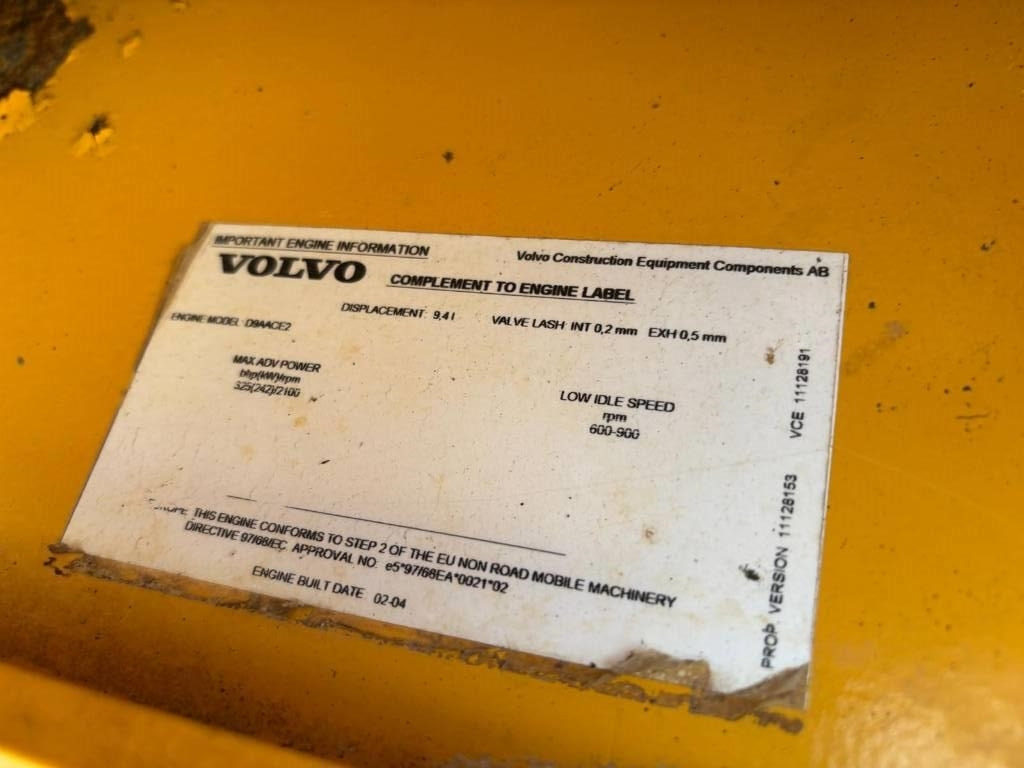 IMPORTANT ENGINE INFORMATION
Volvo Construction Equipment Components AB
VOLVO
COMPLEMENT TO ENGINE LABEL
ENGINE MODEL: D9AACE2
DISPLACEMENT: 9,4 l
VALVE LASH INT 0,2 mm EXH 0,5 mm
MAX ADV POWER
bhp(kW)/rpm
325(242)/2100
LOW IDLE SPEED
rpm
600-900
THIS ENGINE CONFORMS TO STEP 2 OF THE EU NON ROAD MOBILE MACHINERY
DIRECTIVE 97/68/EC. APPROVAL NO: e5*97/68EA*0021*02
ENGINE BUILT DATE 02-04
PROP VERSION 11128153 VCE 11128191